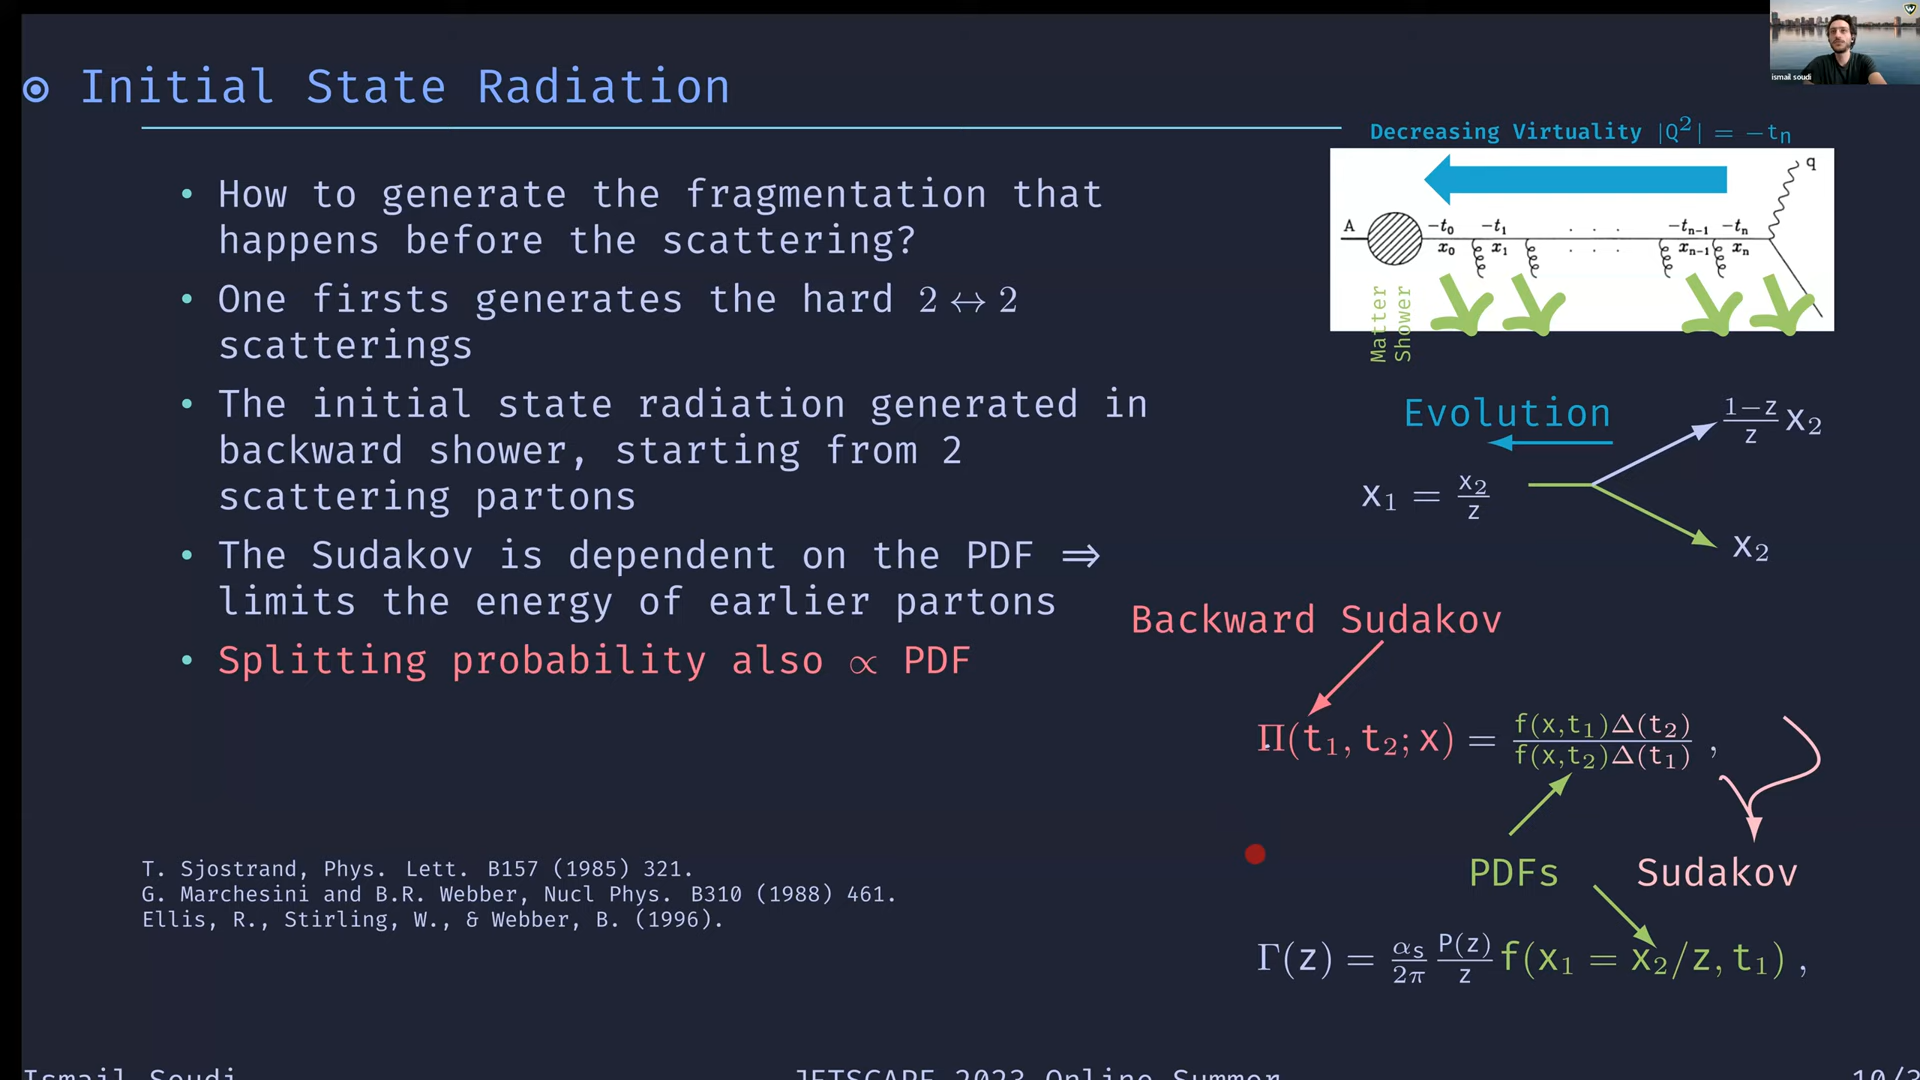 Initial State Radiation
ismail soudi
Decreasing Virtuality |Q²| = −tₙ
• How to generate the fragmentation that
happens before the scattering?
• One firsts generates the hard 2 ↔ 2
scatterings
• The initial state radiation generated in
backward shower, starting from 2
scattering partons
• The Sudakov is dependent on the PDF ⇒
limits the energy of earlier partons
• Splitting probability also ∝ PDF
T. Sjostrand, Phys. Lett. B157 (1985) 321.
G. Marchesini and B.R. Webber, Nucl Phys. B310 (1988) 461.
Ellis, R., Stirling, W., & Webber, B. (1996).
q
A −t₀ −t₁ . . . −tₙ₋₁ −tₙ
x₀ x₁ . . . xₙ₋₁ xₙ
Matter
Shower
Evolution
(1−z)/z x₂
x₁ = x₂/z
x₂
Backward Sudakov
Π(t₁, t₂; x) = f(x,t₁)Δ(t₂) / f(x,t₂)Δ(t₁) ,
PDFs Sudakov
Γ(z) = αs/2π P(z)/z f(x₁ = x₂/z, t₁) ,
Ismail Soudi JETSCAPE 2023 Online Summer